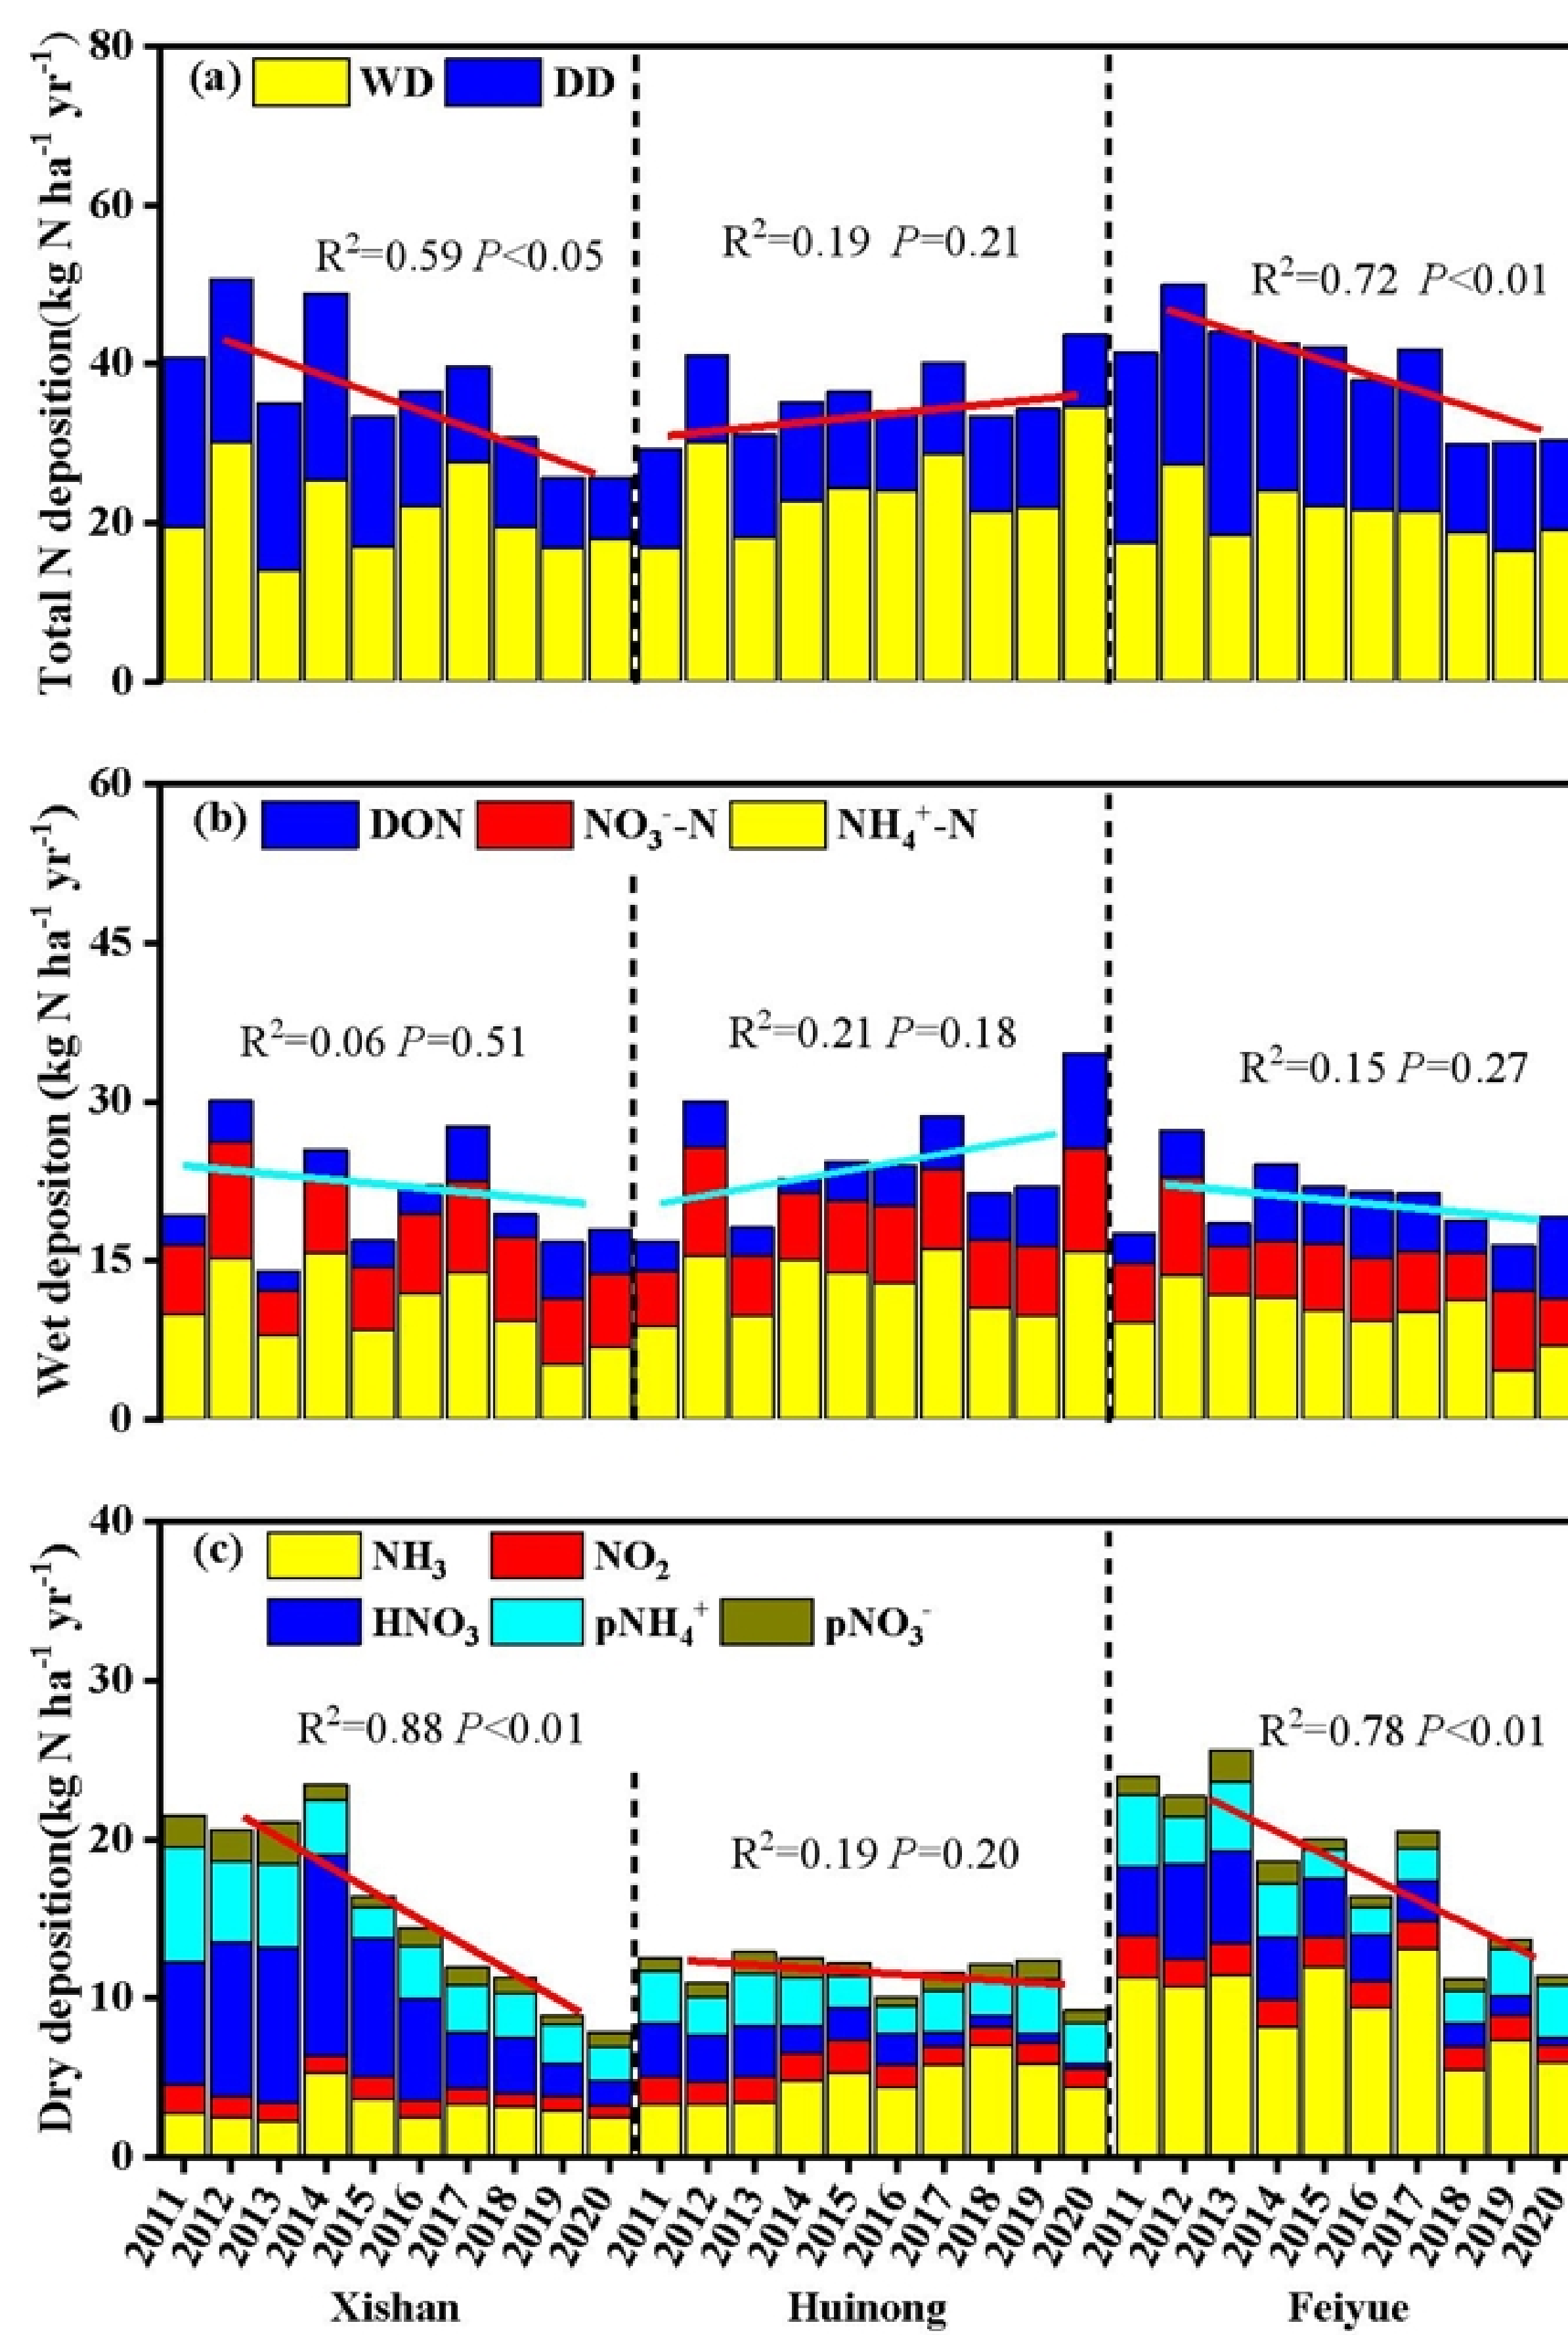 Total N deposition(kg N ha⁻¹ yr⁻¹)
80
60
40
20
0
(a) WD DD
R²=0.59 P<0.05
R²=0.19 P=0.21
R²=0.72 P<0.01
Wet depositon (kg N ha⁻¹ yr⁻¹)
60
45
30
15
0
(b) DON NO₃⁻-N NH₄⁺-N
R²=0.06 P=0.51
R²=0.21 P=0.18
R²=0.15 P=0.27
Dry deposition(kg N ha⁻¹ yr⁻¹)
40
30
20
10
0
(c) NH₃ NO₂
HNO₃ pNH₄⁺ pNO₃⁻
R²=0.88 P<0.01
R²=0.19 P=0.20
R²=0.78 P<0.01
2011 2012 2013 2014 2015 2016 2017 2018 2019 2020 2011 2012 2013 2014 2015 2016 2017 2018 2019 2020 2011 2012 2013 2014 2015 2016 2017 2018 2019 2020
Xishan Huinong Feiyue